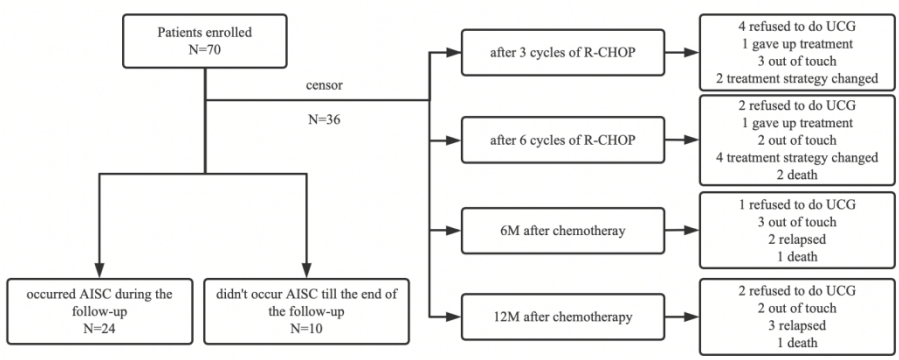 Patients enrolled
N=70
censor
N=36
occurred AISC during the
follow-up
N=24
didn't occur AISC till the end of
the follow-up
N=10
after 3 cycles of R-CHOP
4 refused to do UCG
1 gave up treatment
3 out of touch
2 treatment strategy changed
after 6 cycles of R-CHOP
2 refused to do UCG
1 gave up treatment
2 out of touch
4 treatment strategy changed
2 death
6M after chemotheray
1 refused to do UCG
3 out of touch
2 relapsed
1 death
12M after chemotherapy
2 refused to do UCG
2 out of touch
3 relapsed
1 death